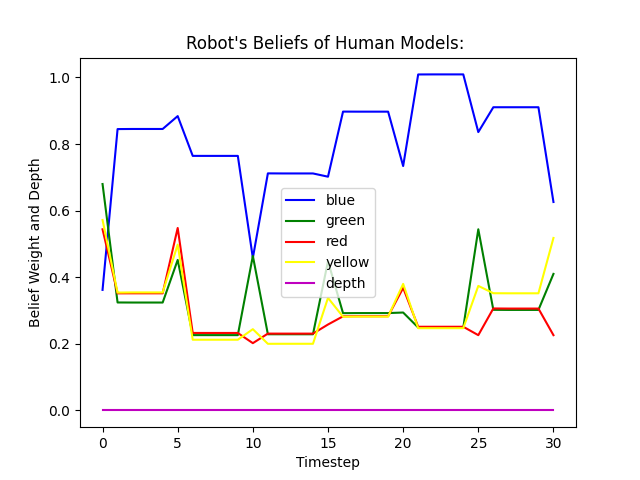 Robot's Beliefs of Human Models:
Belief Weight and Depth
1.0
0.8
0.6
0.4
0.2
0.0
blue
green
red
yellow
depth
0 5 10 15 20 25 30
Timestep